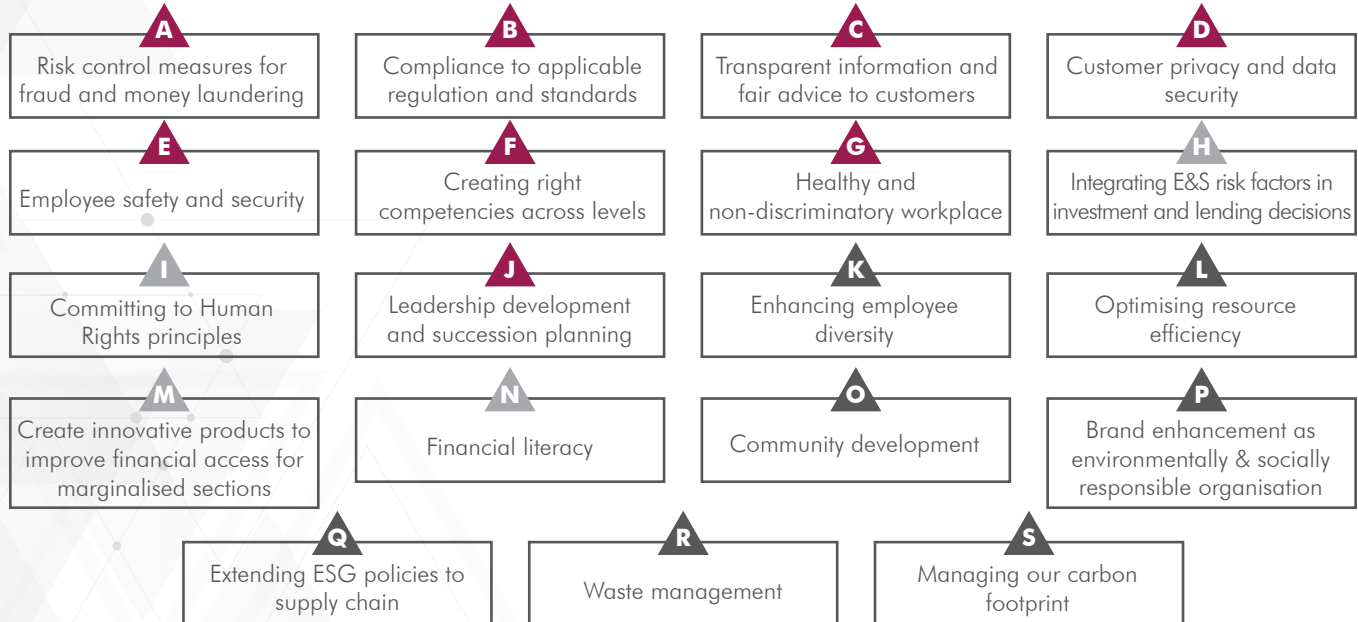 A
Risk control measures for
fraud and money laundering
B
Compliance to applicable
regulation and standards
C
Transparent information and
fair advice to customers
D
Customer privacy and data
security
E
Employee safety and security
F
Creating right
competencies across levels
G
Healthy and
non-discriminatory workplace
H
Integrating E&S risk factors in
investment and lending decisions
I
Committing to Human
Rights principles
J
Leadership development
and succession planning
K
Enhancing employee
diversity
L
Optimising resource
efficiency
M
Create innovative products to
improve financial access for
marginalised sections
N
Financial literacy
O
Community development
P
Brand enhancement as
environmentally & socially
responsible organisation
Q
Extending ESG policies to
supply chain
R
Waste management
S
Managing our carbon
footprint